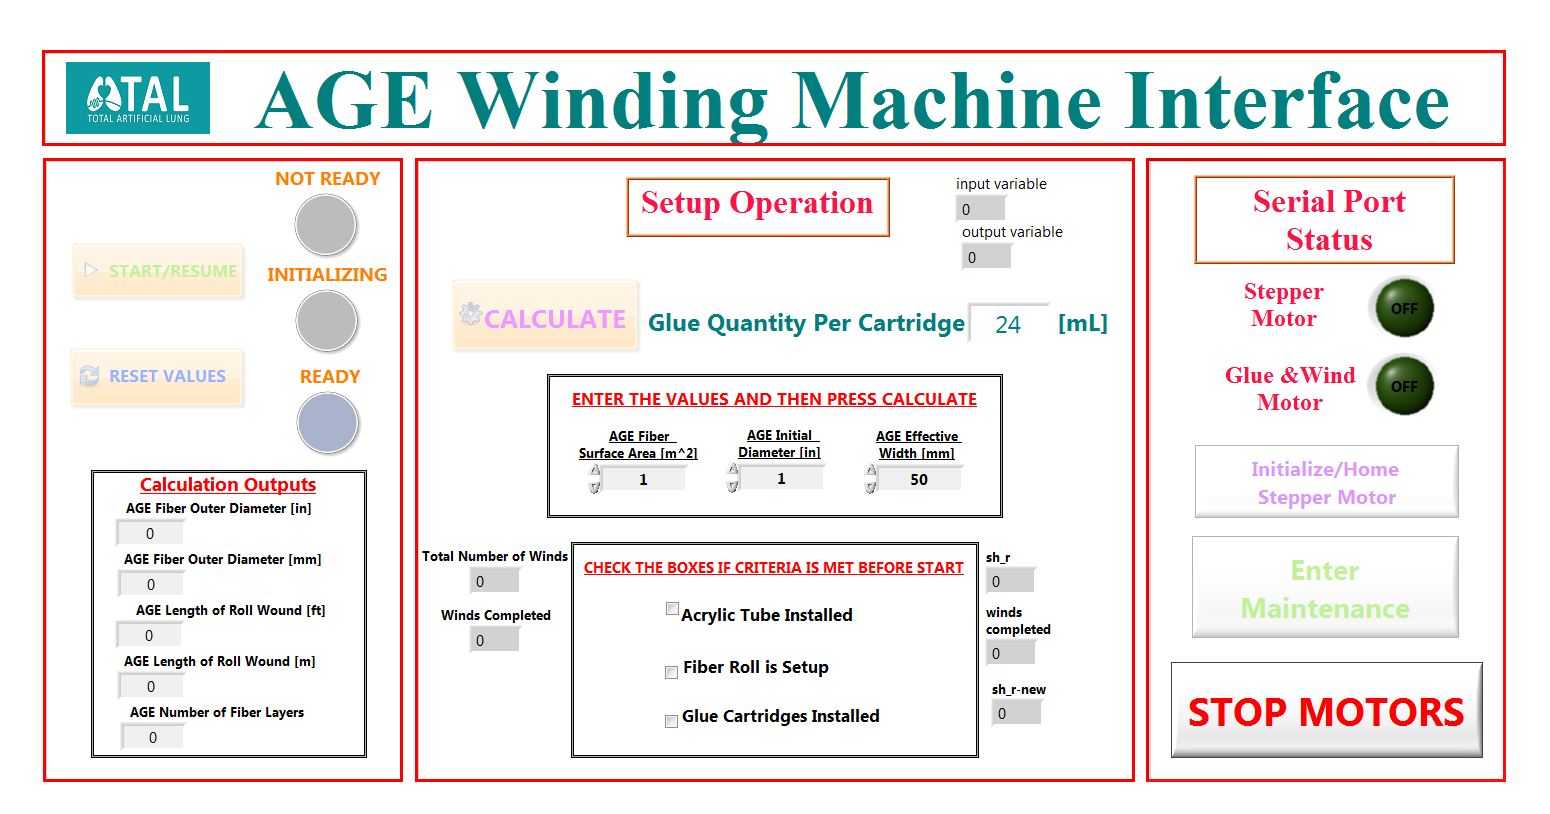 TAL
TOTAL ARTIFICIAL LUNG
AGE Winding Machine Interface
NOT READY
START/RESUME
INITIALIZING
RESET VALUES
READY
Calculation Outputs
AGE Fiber Outer Diameter [in]
0
AGE Fiber Outer Diameter [mm]
0
AGE Length of Roll Wound [ft]
0
AGE Length of Roll Wound [m]
0
AGE Number of Fiber Layers
0
Setup Operation
input variable
0
output variable
0
CALCULATE
Glue Quantity Per Cartridge 24 [mL]
ENTER THE VALUES AND THEN PRESS CALCULATE
AGE Fiber
Surface Area [m^2]
1
AGE Initial
Diameter [in]
1
AGE Effective
Width [mm]
50
Total Number of Winds
0
Winds Completed
0
CHECK THE BOXES IF CRITERIA IS MET BEFORE START
Acrylic Tube Installed
Fiber Roll is Setup
Glue Cartridges Installed
sh_r
0
winds
completed
0
sh_r-new
0
Serial Port
Status
Stepper
Motor
OFF
Glue &Wind
Motor
OFF
Initialize/Home
Stepper Motor
Enter
Maintenance
STOP MOTORS